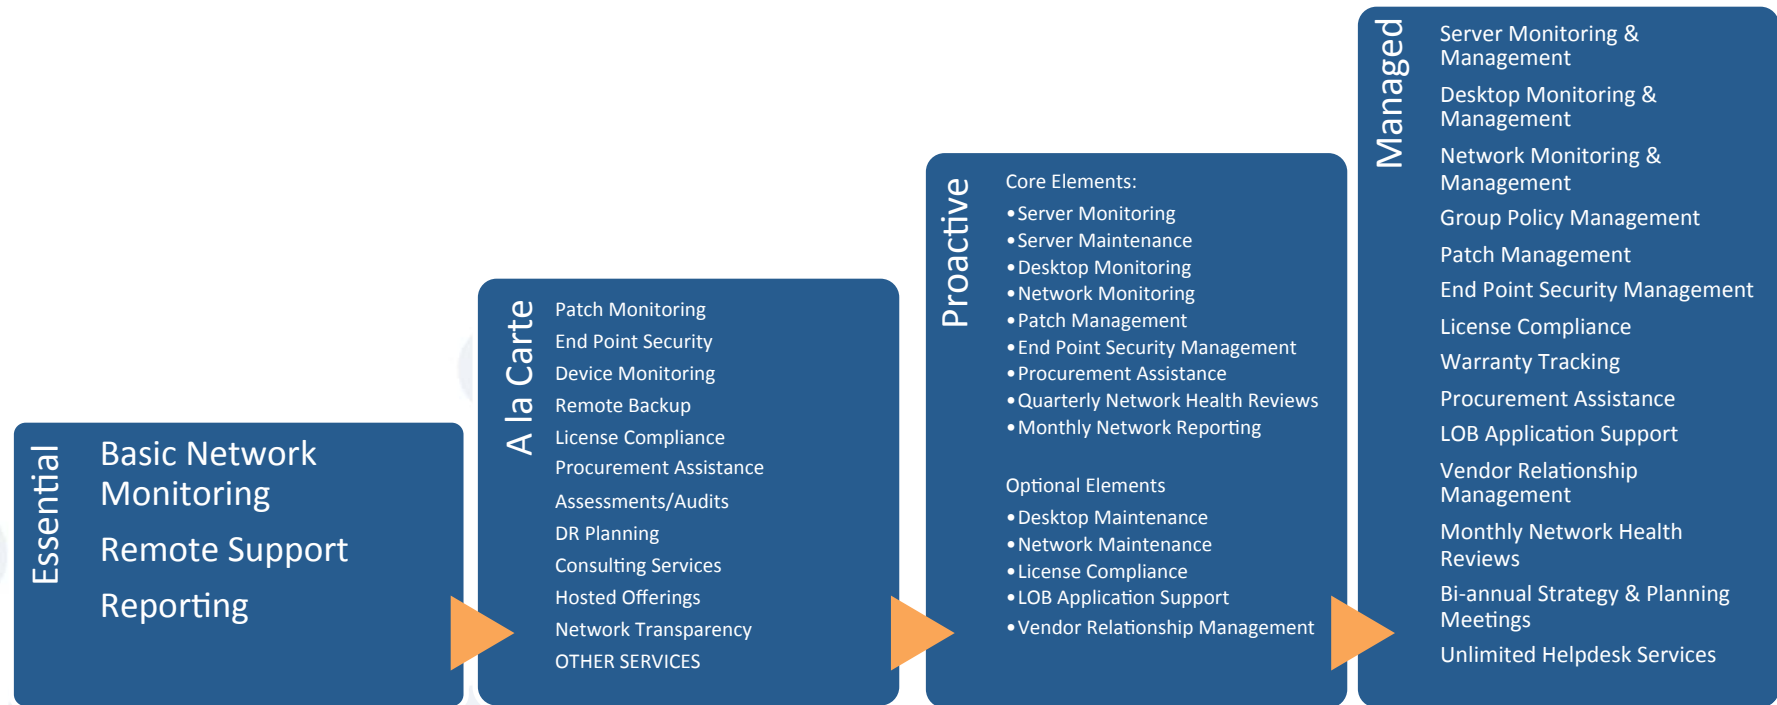 Essential
Basic Network
Monitoring
Remote Support
Reporting
A la Carte
Patch Monitoring
End Point Security
Device Monitoring
Remote Backup
License Compliance
Procurement Assistance
Assessments/Audits
DR Planning
Consulting Services
Hosted Offerings
Network Transparency
OTHER SERVICES
Proactive
Core Elements:
•Server Monitoring
•Server Maintenance
•Desktop Monitoring
•Network Monitoring
•Patch Management
•End Point Security Management
•Procurement Assistance
•Quarterly Network Health Reviews
•Monthly Network Reporting
Optional Elements
•Desktop Maintenance
•Network Maintenance
•License Compliance
•LOB Application Support
•Vendor Relationship Management
Managed
Server Monitoring &
Management
Desktop Monitoring &
Management
Network Monitoring &
Management
Group Policy Management
Patch Management
End Point Security Management
License Compliance
Warranty Tracking
Procurement Assistance
LOB Application Support
Vendor Relationship
Management
Monthly Network Health
Reviews
Bi-annual Strategy & Planning
Meetings
Unlimited Helpdesk Services